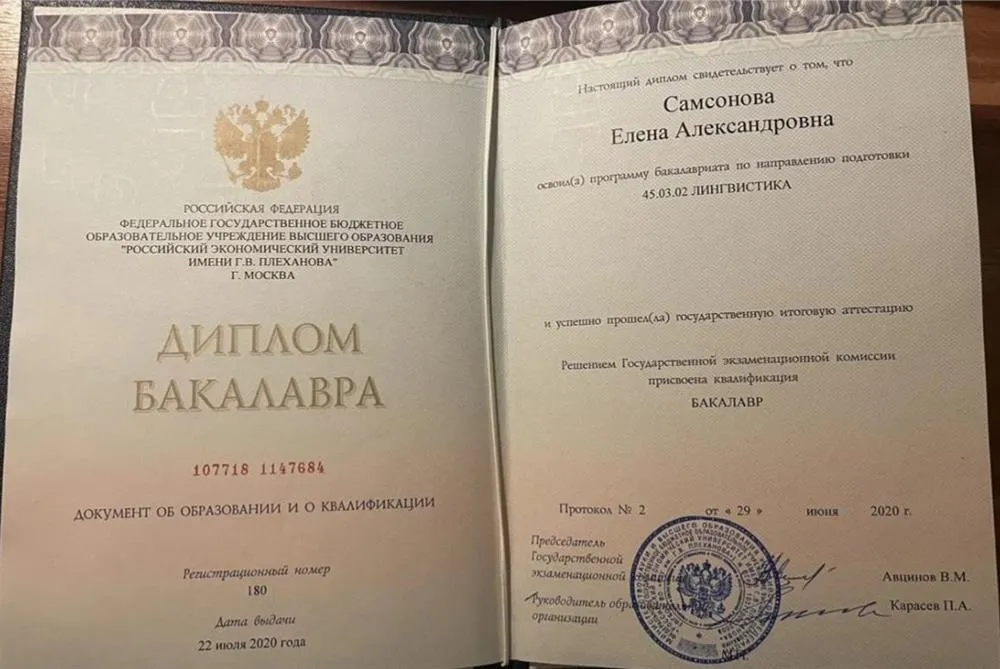 РОССИЙСКАЯ ФЕДЕРАЦИЯ
ФЕДЕРАЛЬНОЕ ГОСУДАРСТВЕННОЕ БЮДЖЕТНОЕ
ОБРАЗОВАТЕЛЬНОЕ УЧРЕЖДЕНИЕ ВЫСШЕГО ОБРАЗОВАНИЯ
"РОССИЙСКИЙ ЭКОНОМИЧЕСКИЙ УНИВЕРСИТЕТ
ИМЕНИ Г.В. ПЛЕХАНОВА"
Г. МОСКВА
ДИПЛОМ
БАКАЛАВРА
107718 1147684
ДОКУМЕНТ ОБ ОБРАЗОВАНИИ И О КВАЛИФИКАЦИИ
Регистрационный номер
180
Дата выдачи
22 июля 2020 года
Настоящий диплом свидетельствует о том, что
Самсонова
Елена Александровна
освоил(а) программу бакалавриата по направлению подготовки
45.03.02 ЛИНГВИСТИКА
и успешно прошел(ла) государственную итоговую аттестацию
Решением Государственной экзаменационной комиссии
присвоена квалификация
БАКАЛАВР
Протокол № 2 от « 29 » июня 2020 г.
Председатель
Государственной
экзаменационной
Авцинов В.М.
Руководитель
Карасев П.А.
организации